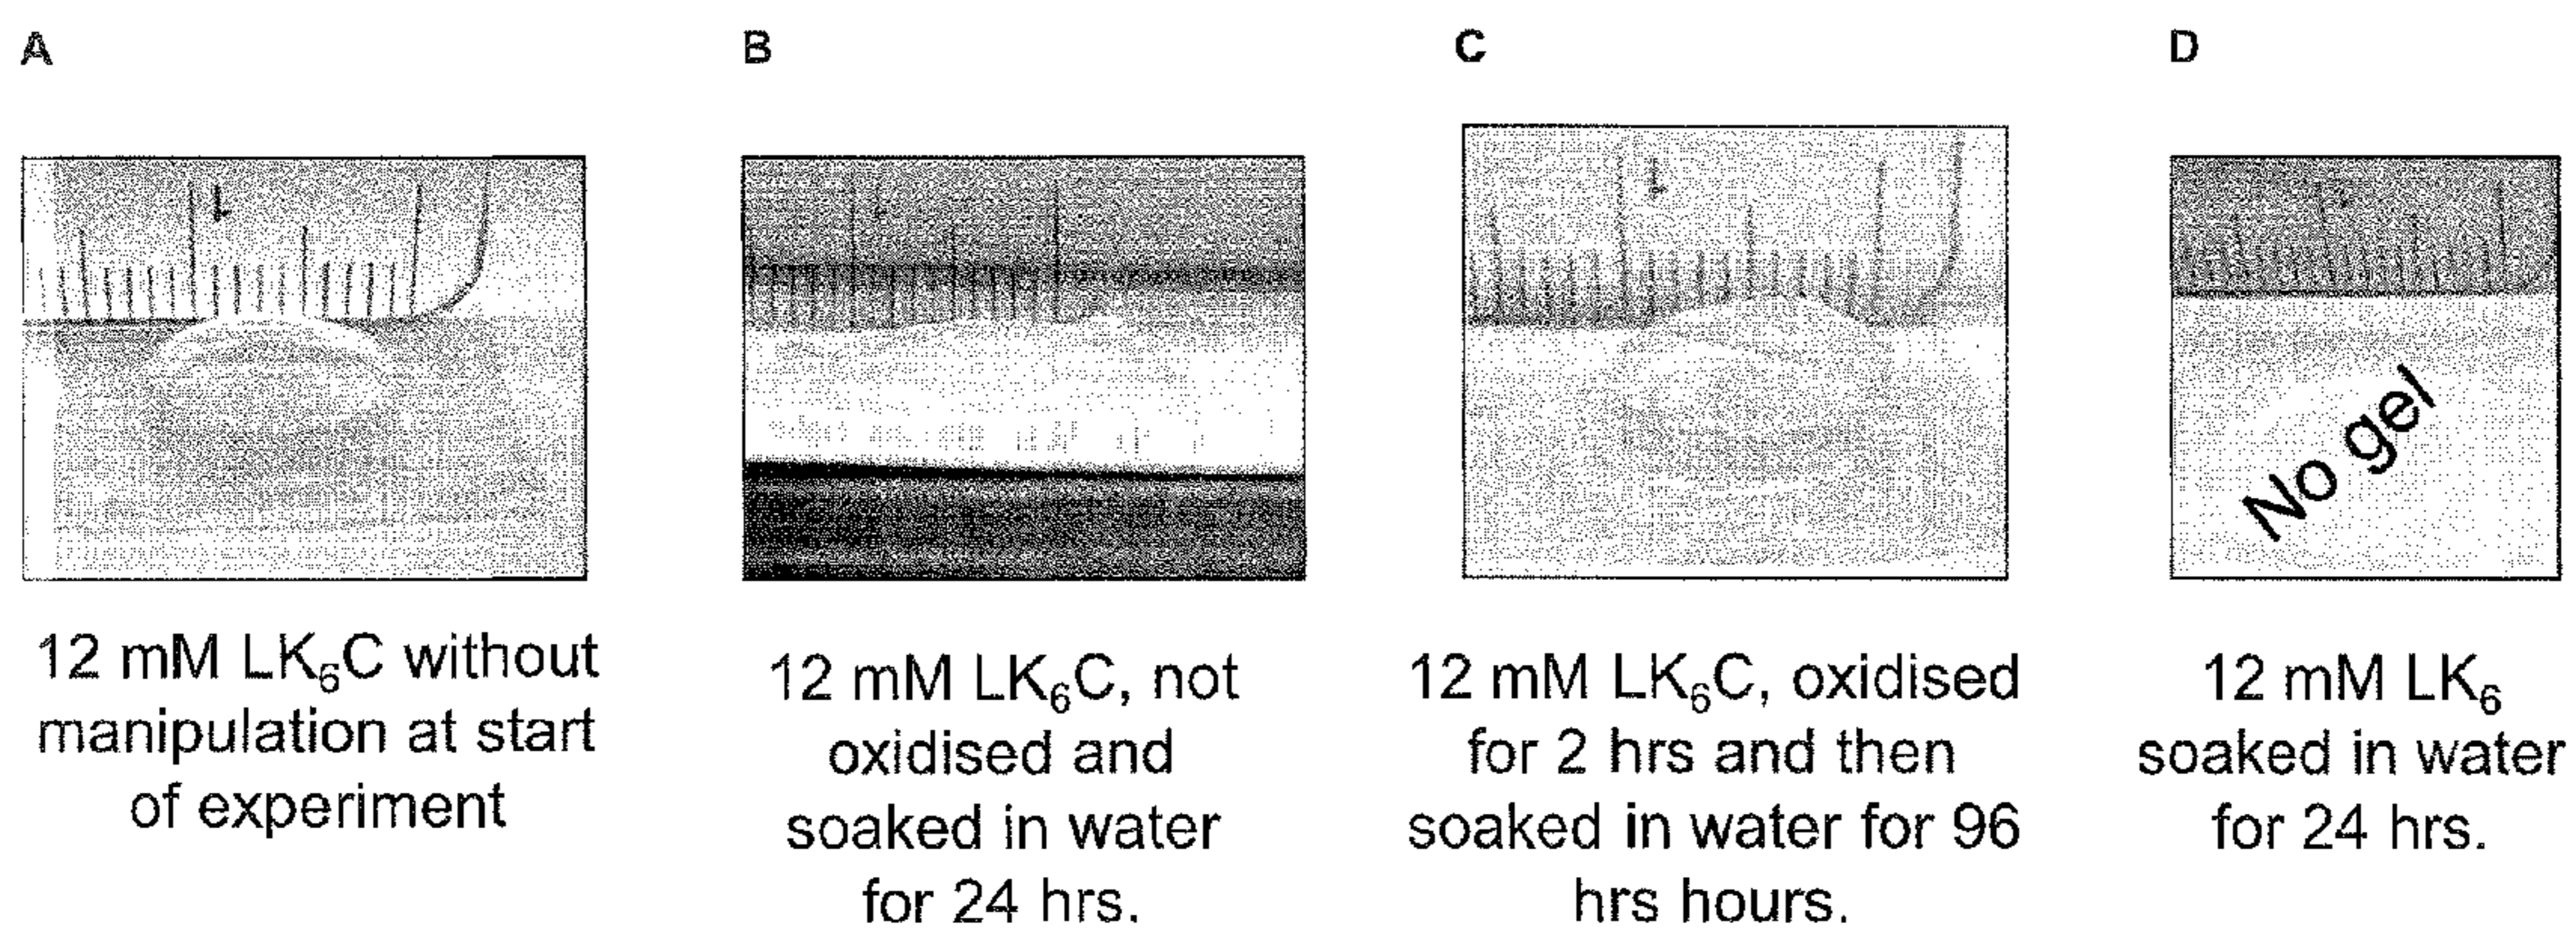 A
B
C
D
1
1
No gel
12 mM LK₆C without
manipulation at start
of experiment
12 mM LK₆C, not
oxidised and
soaked in water
for 24 hrs.
12 mM LK₆C, oxidised
for 2 hrs and then
soaked in water for 96
hrs hours.
12 mM LK₆
soaked in water
for 24 hrs.